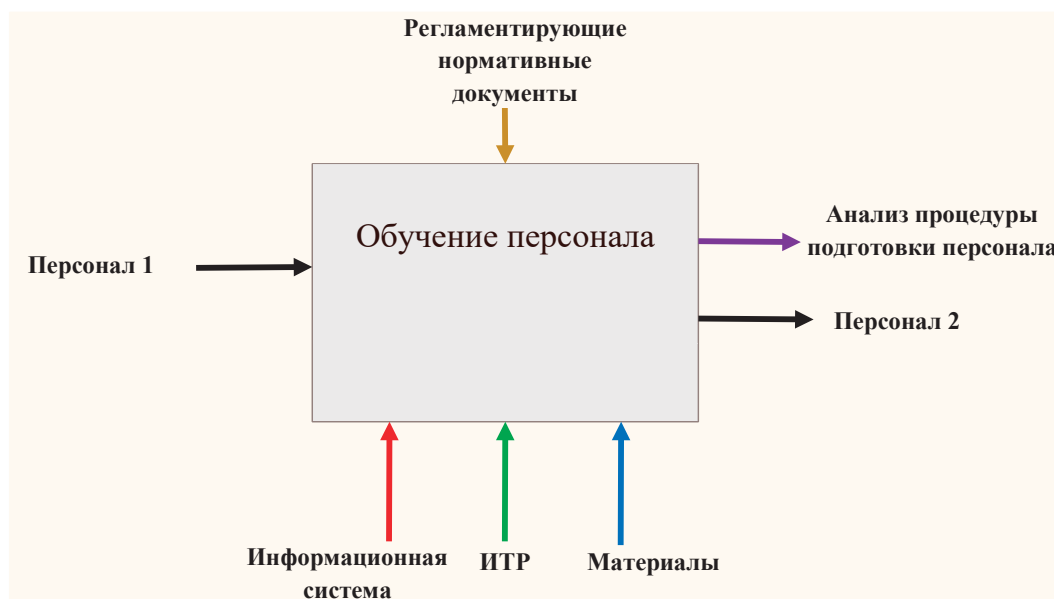 Регламентирующие
нормативные
документы
Обучение персонала
Анализ процедуры
подготовки персонала
Персонал 1
Персонал 2
Информационная
система
ИТР
Материалы